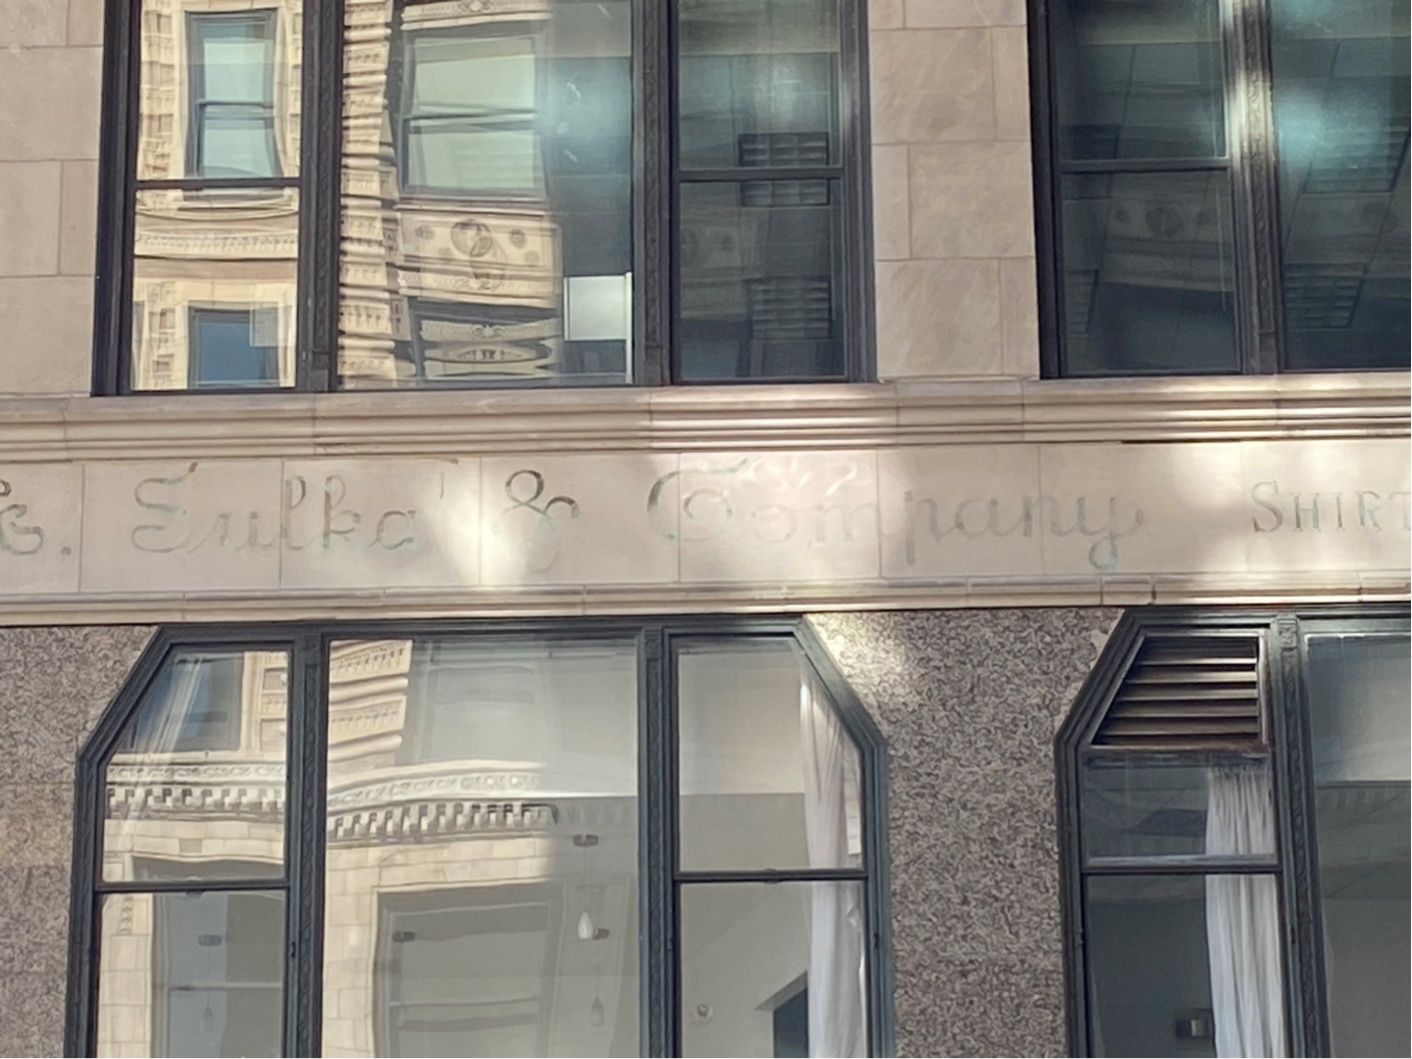 . Sulka & Company SHIRT